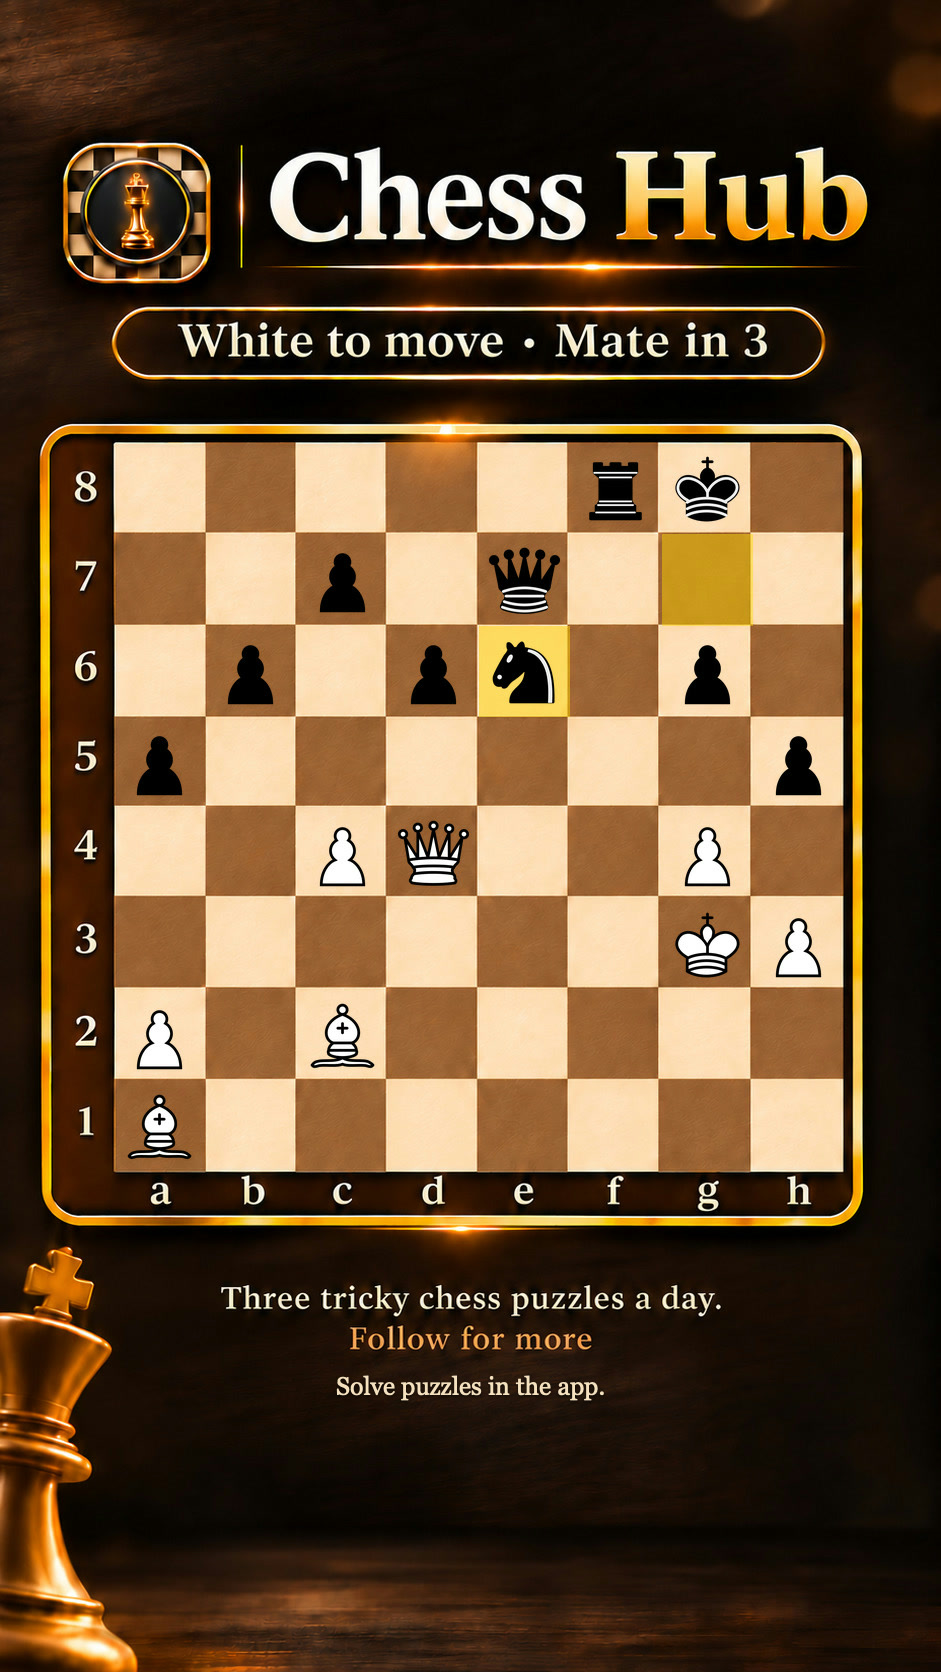 Chess Hub
White to move • Mate in 3
8
7
6
5
4
3
2
1
a b c d e f g h
Three tricky chess puzzles a day.
Follow for more
Solve puzzles in the app.